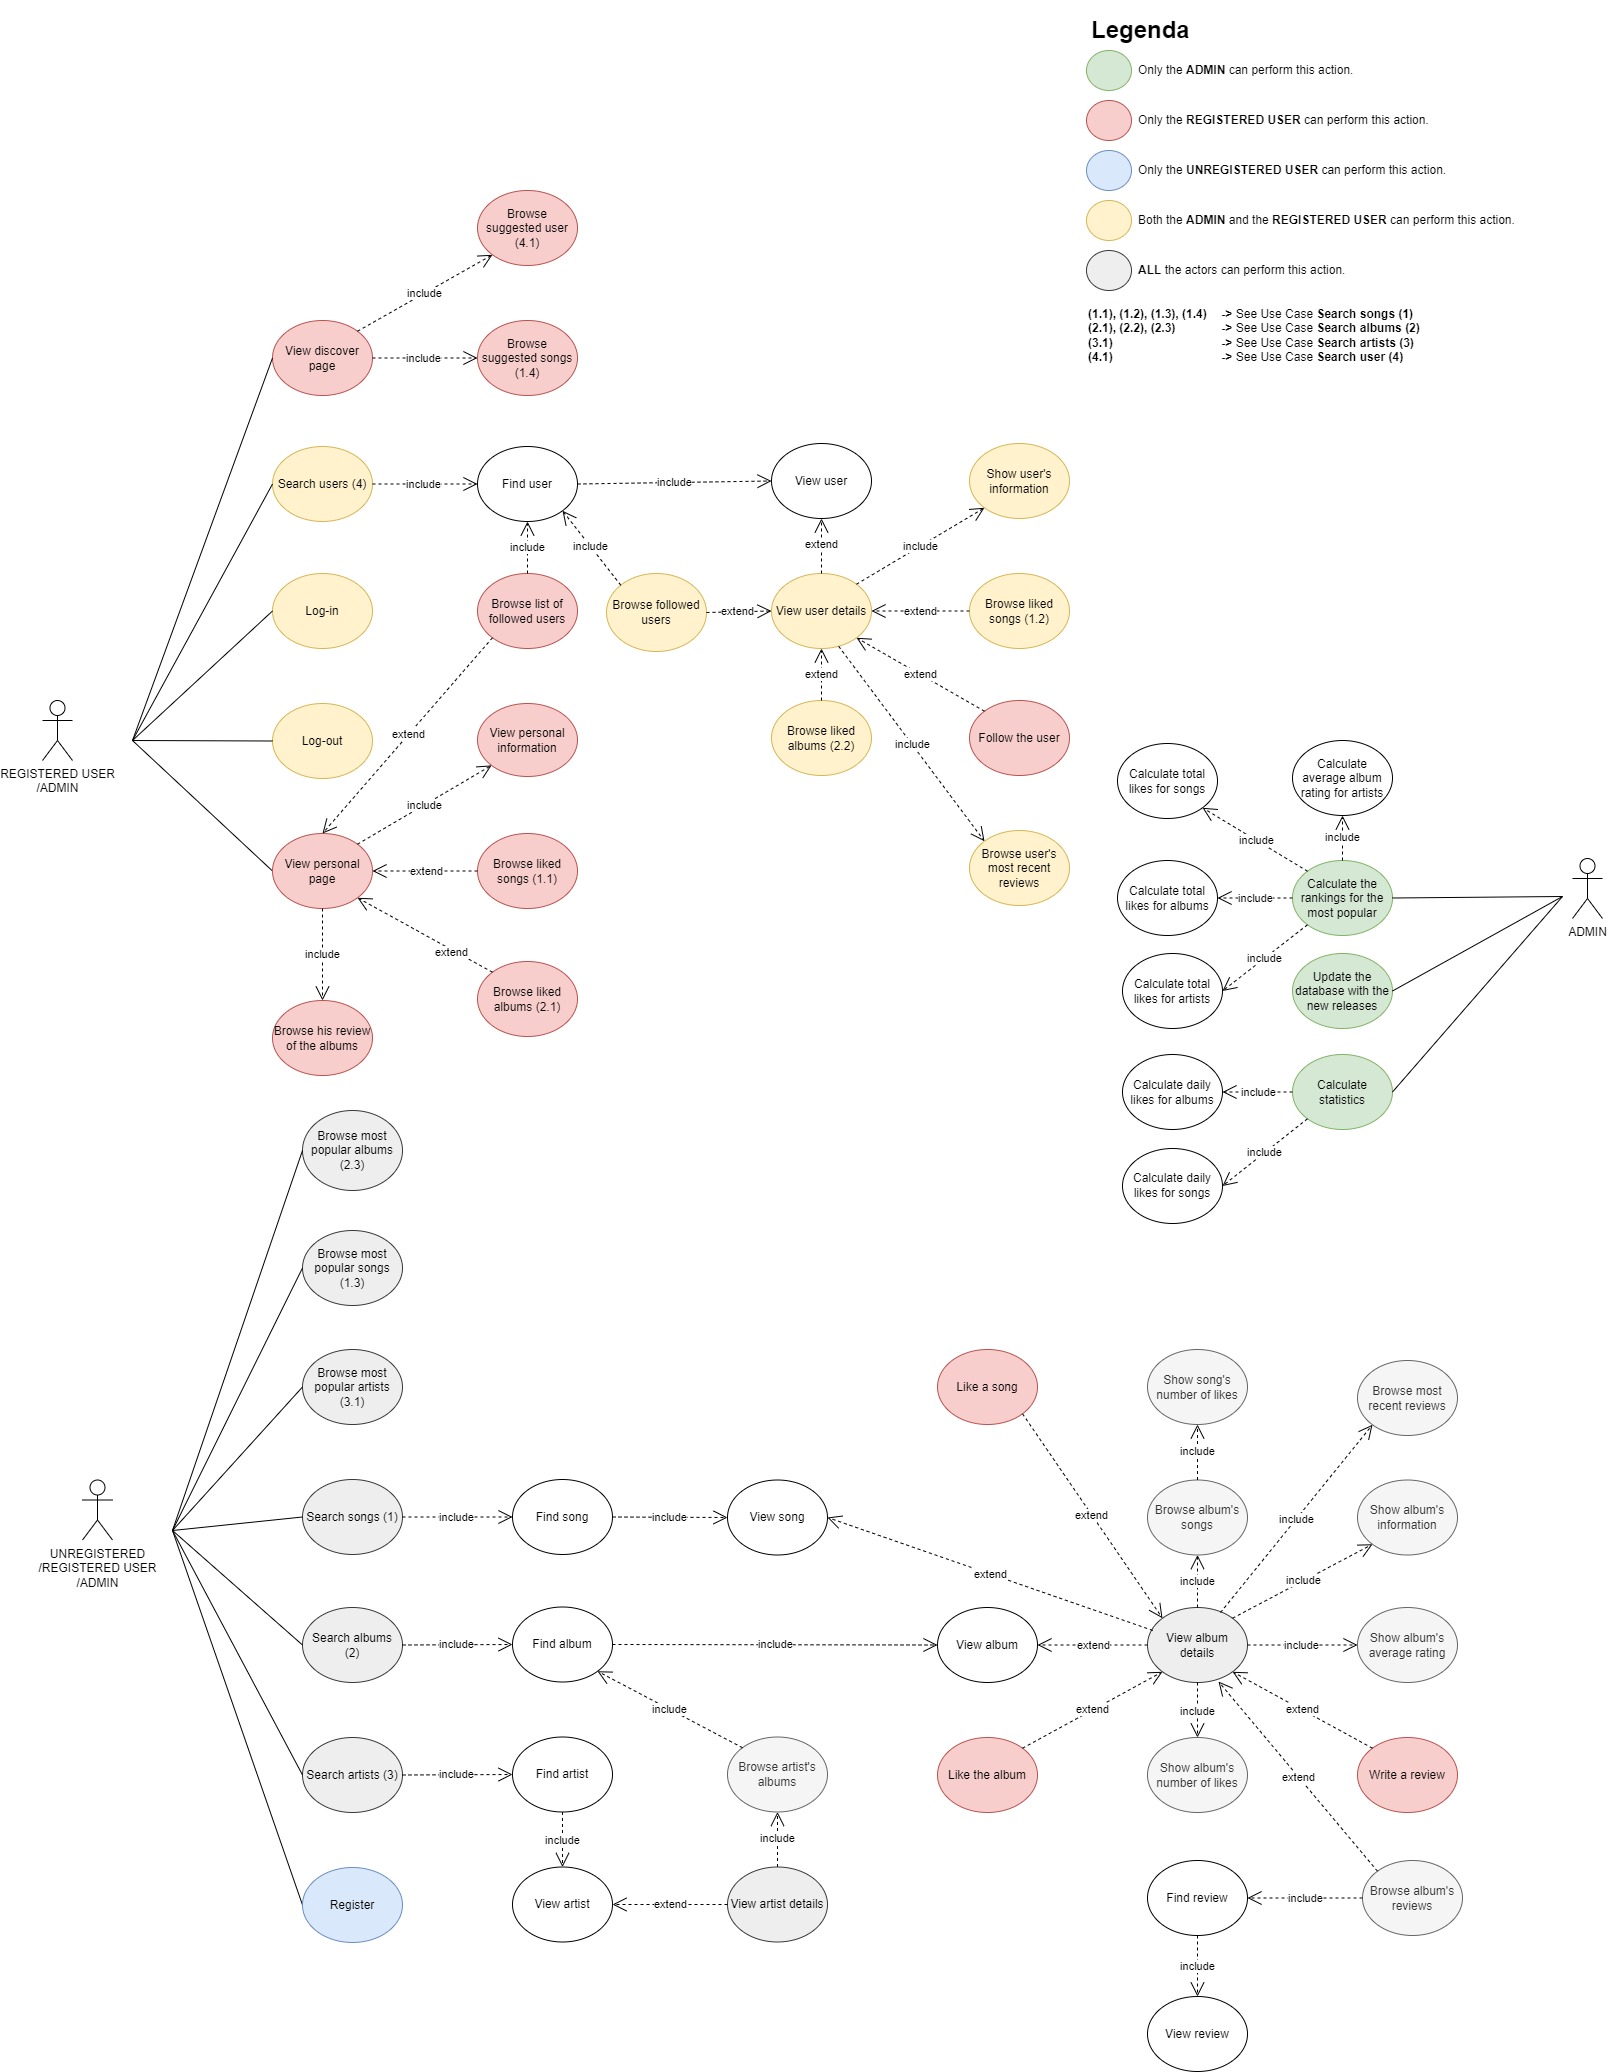 Legenda
Only the ADMIN can perform this action.
Only the REGISTERED USER can perform this action.
Only the UNREGISTERED USER can perform this action.
Both the ADMIN and the REGISTERED USER can perform this action.
ALL the actors can perform this action.
(1.1), (1.2), (1.3), (1.4) -> See Use Case Search songs (1)
(2.1), (2.2), (2.3) -> See Use Case Search albums (2)
(3.1) -> See Use Case Search artists (3)
(4.1) -> See Use Case Search user (4)
Browse
suggested user
(4.1)
include
View discover
page
include
Browse
suggested songs
(1.4)
Search users (4)
include
Find user
include
View user
Show user's
information
include
include
extend
include
Log-in
Browse list of
followed users
Browse followed
users
extend
View user details
extend
Browse liked
songs (1.2)
extend
extend
Log-out
extend
View personal
information
Browse liked
albums (2.2)
include
Follow the user
REGISTERED USER
/ADMIN
include
View personal
page
extend
Browse liked
songs (1.1)
Browse user's
most recent
reviews
include
extend
Browse liked
albums (2.1)
Browse his review
of the albums
Calculate total
likes for songs
Calculate
average album
rating for artists
include
include
Calculate total
likes for albums
include
Calculate the
rankings for the
most popular
ADMIN
include
Calculate total
likes for artists
Update the
database with the
new releases
Calculate daily
likes for albums
include
Calculate
statistics
include
Calculate daily
likes for songs
Browse most
popular albums
(2.3)
Browse most
popular songs
(1.3)
Browse most
popular artists
(3.1)
Like a song
Show song's
number of likes
Browse most
recent reviews
include
Search songs (1)
include
Find song
include
View song
extend
Browse album's
songs
include
Show album's
information
UNREGISTERED
/REGISTERED USER
/ADMIN
extend
include
include
Search albums
(2)
include
Find album
include
View album
extend
View album
details
include
Show album's
average rating
include
extend
include
extend
Search artists (3)
include
Find artist
Browse artist's
albums
Like the album
Show album's
number of likes
extend
Write a review
include
include
Register
View artist
extend
View artist details
Find review
include
Browse album's
reviews
include
View review